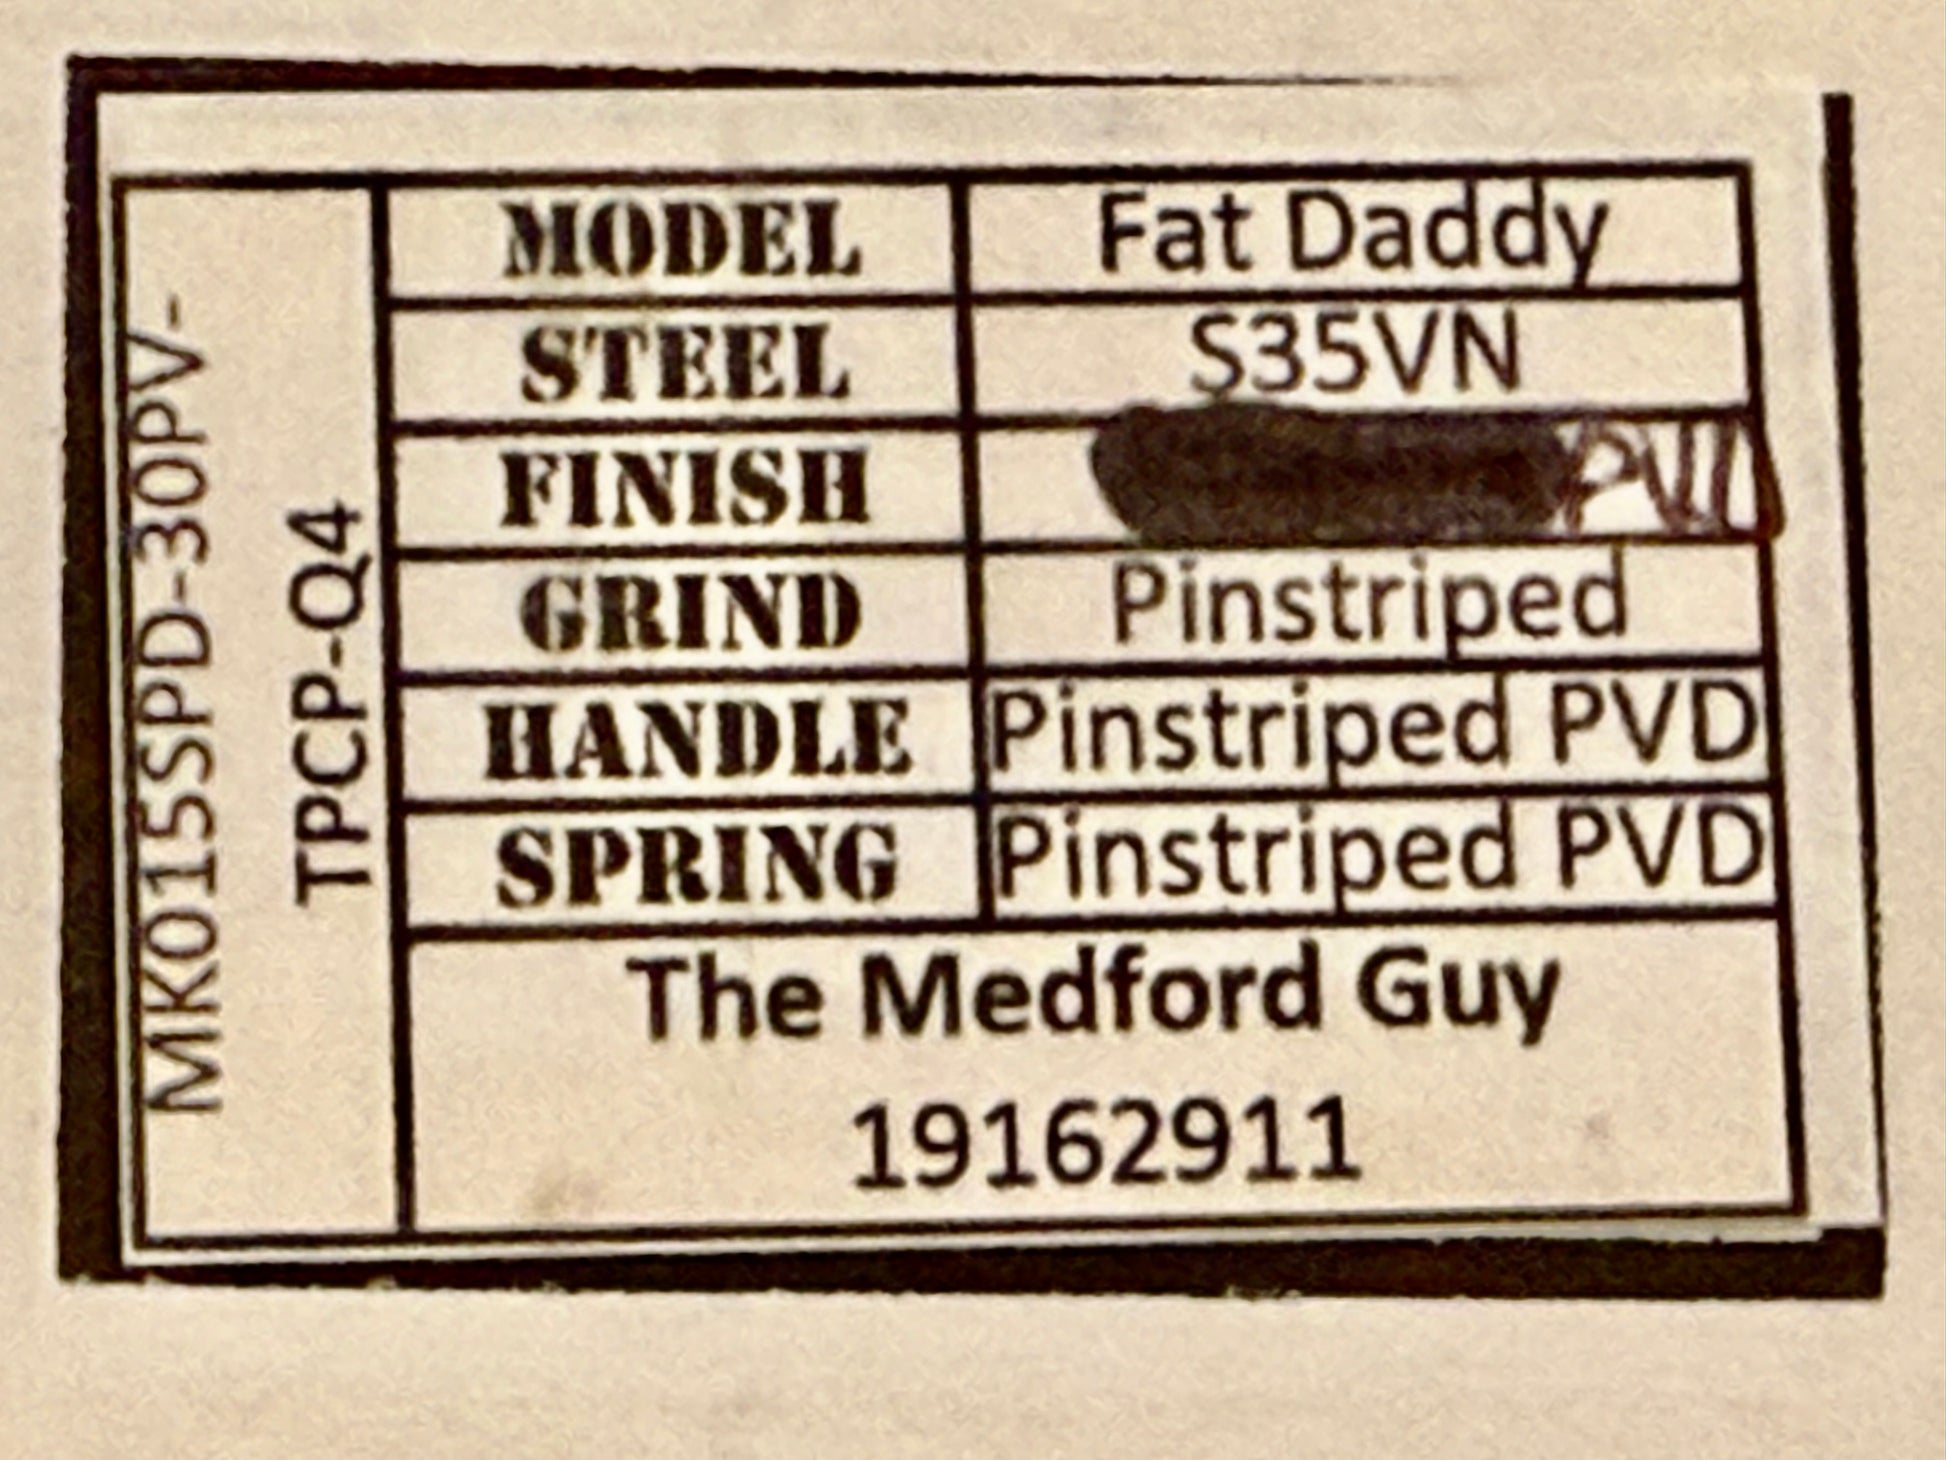 MK015SPD-30PV-
TPCP-Q4
MODEL Fat Daddy
STEEL S35VN
FINISH PVD
GRIND Pinstriped
HANDLE Pinstriped PVD
SPRING Pinstriped PVD
The Medford Guy
19162911